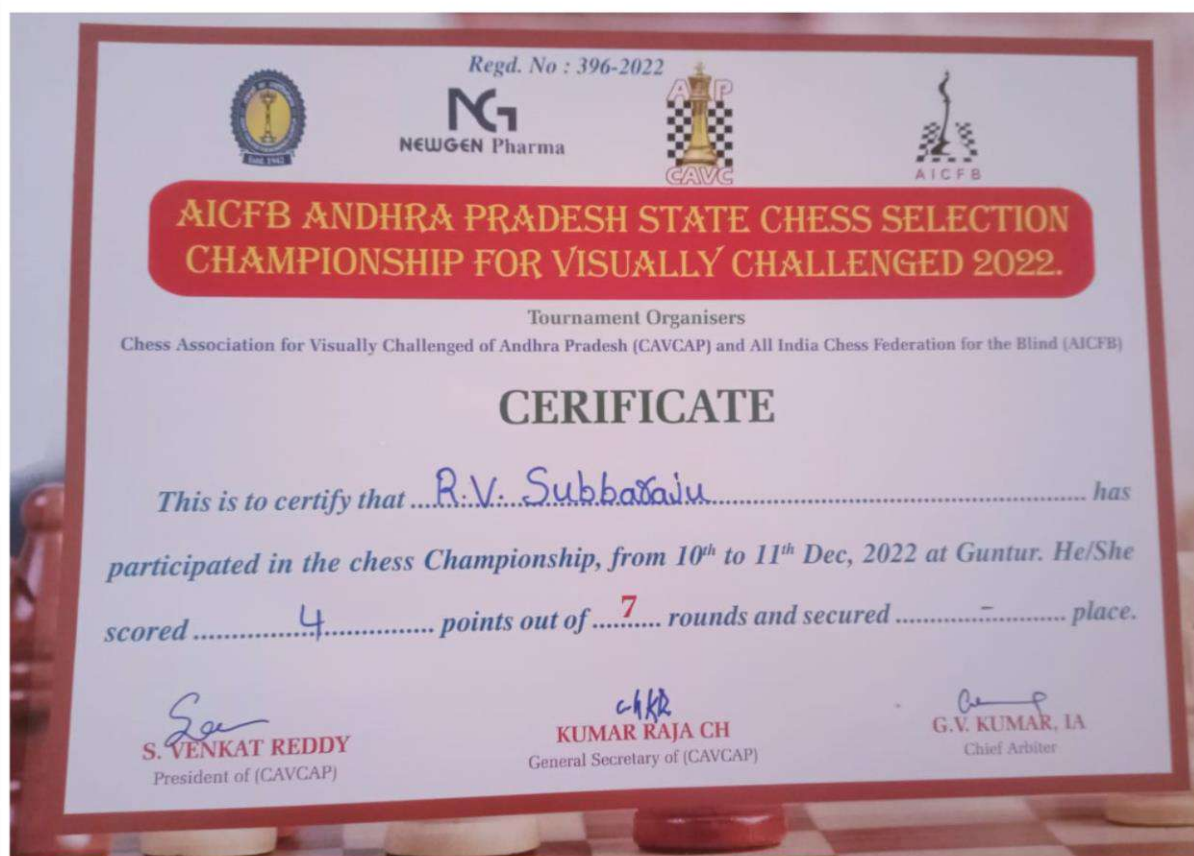 Regd. No : 396-2022
Estd. 1942
NG
NEWGEN Pharma
A P
CAVC
AICFB
AICFB ANDHRA PRADESH STATE CHESS SELECTION
CHAMPIONSHIP FOR VISUALLY CHALLENGED 2022.
Tournament Organisers
Chess Association for Visually Challenged of Andhra Pradesh (CAVCAP) and All India Chess Federation for the Blind (AICFB)
CERIFICATE
This is to certify that R.V. Subbaraju has
participated in the chess Championship, from 10th to 11th Dec, 2022 at Guntur. He/She
scored 4 points out of 7 rounds and secured - place.
S. VENKAT REDDY
President of (CAVCAP)
KUMAR RAJA CH
General Secretary of (CAVCAP)
G.V. KUMAR, IA
Chief Arbiter